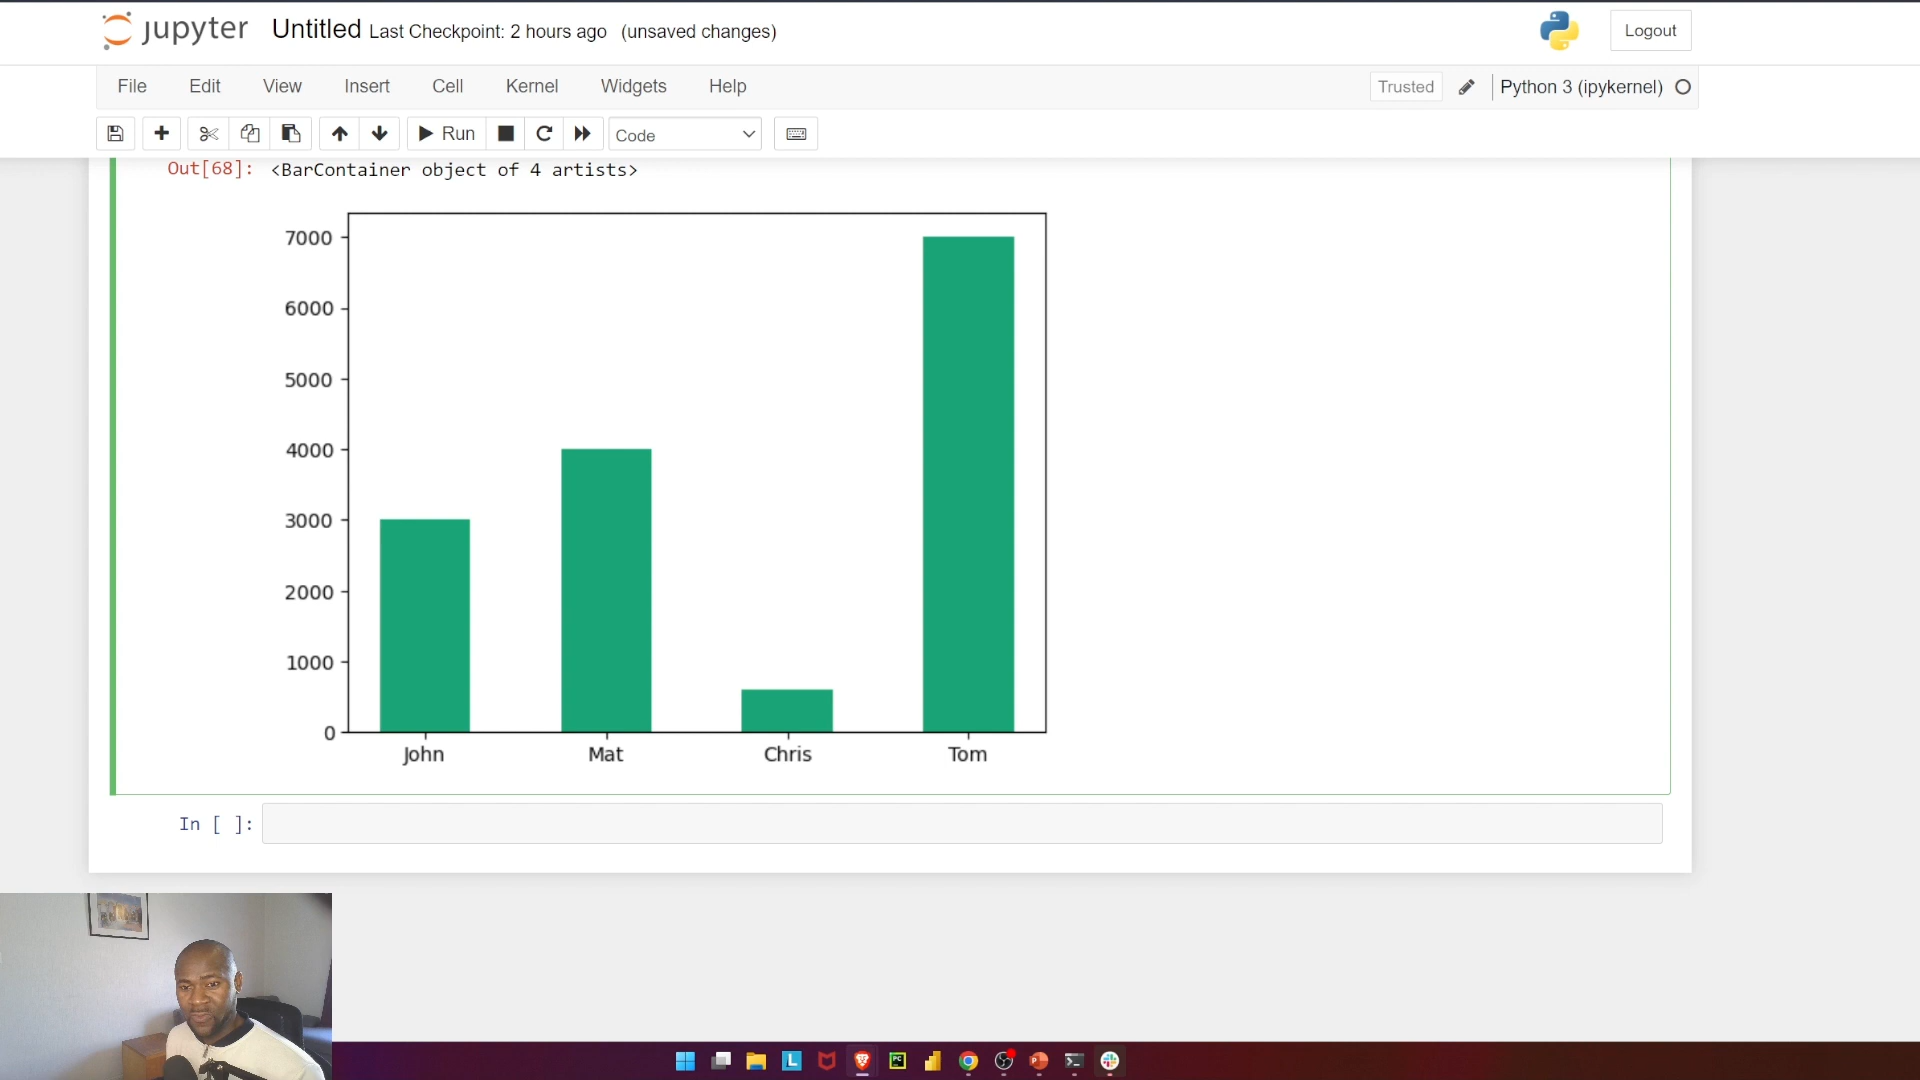 jupyter Untitled Last Checkpoint: 2 hours ago (unsaved changes) Logout
File Edit View Insert Cell Kernel Widgets Help Trusted Python 3 (ipykernel)
Run Code
Out[68]: <BarContainer object of 4 artists>
7000
6000
5000
4000
3000
2000
1000
0
John Mat Chris Tom
In [ ]: